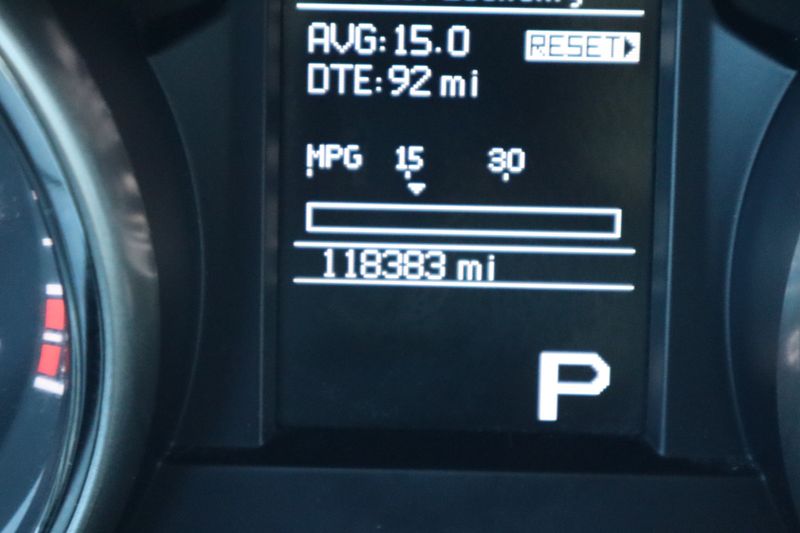 AVG: 15.0 RESET
DTE: 92 mi
MPG 15 30
118383 mi
P